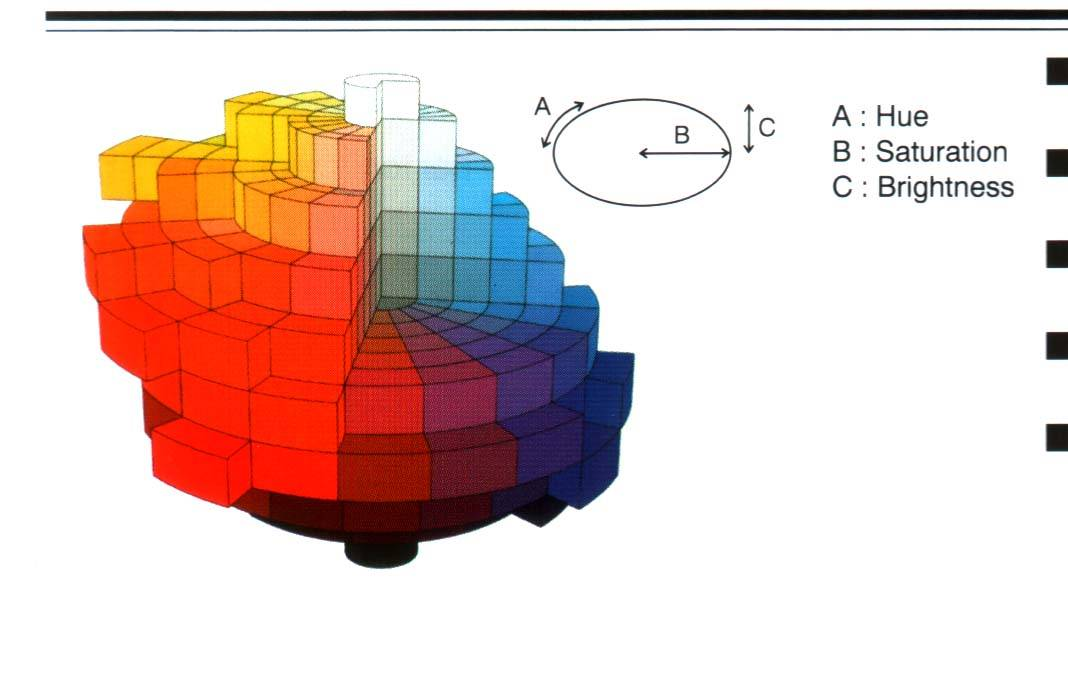 A
B
C
A : Hue
B : Saturation
C : Brightness